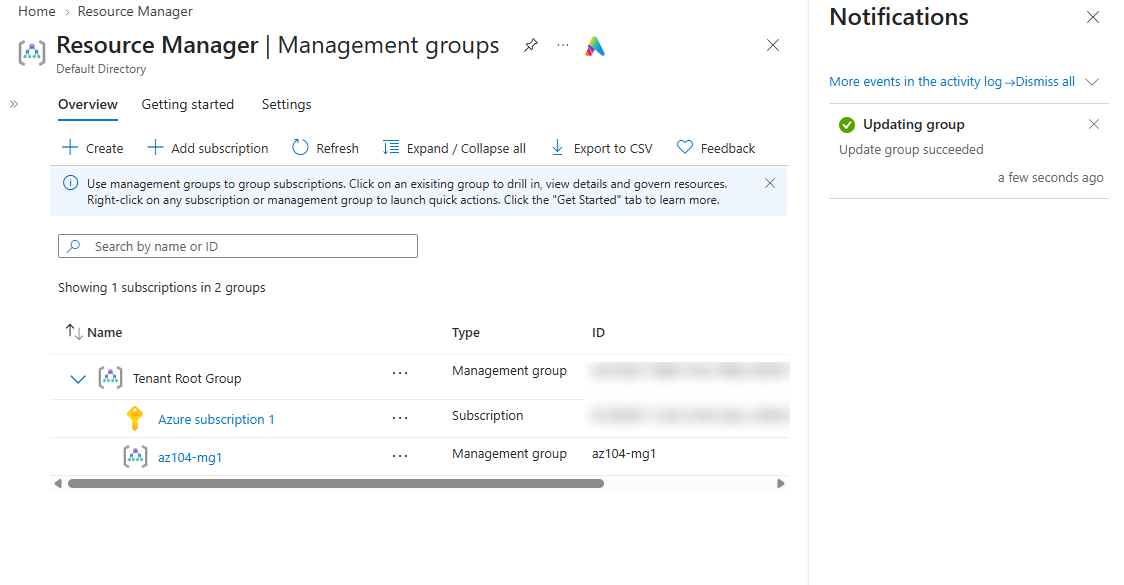 Home > Resource Manager
Resource Manager | Management groups
Default Directory
Overview Getting started Settings
Create Add subscription Refresh Expand / Collapse all Export to CSV Feedback
Use management groups to group subscriptions. Click on an exisiting group to drill in, view details and govern resources.
Right-click on any subscription or management group to launch quick actions. Click the "Get Started" tab to learn more.
Search by name or ID
Showing 1 subscriptions in 2 groups
Name Type ID
Tenant Root Group ... Management group
Azure subscription 1 ... Subscription
az104-mg1 ... Management group az104-mg1
Notifications
More events in the activity log → Dismiss all
Updating group
Update group succeeded
a few seconds ago